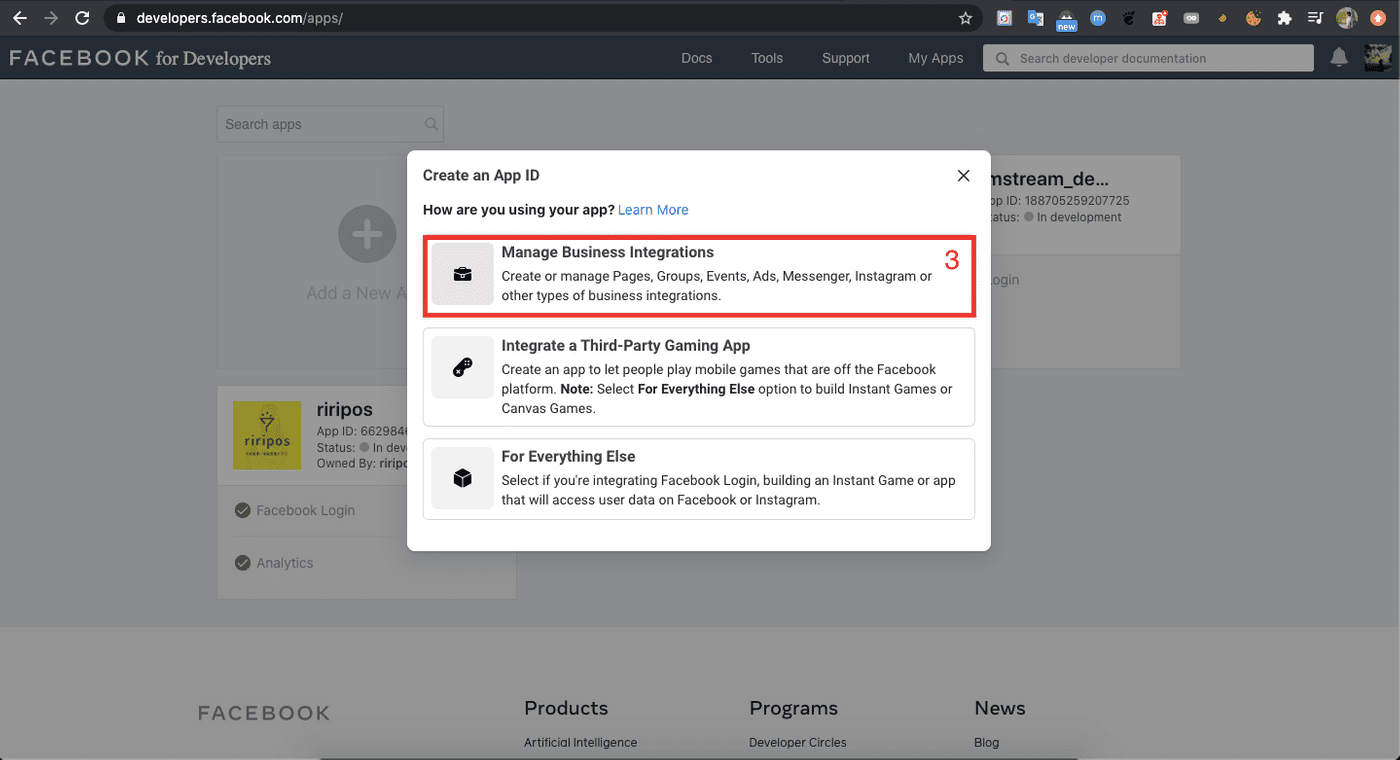 developers.facebook.com/apps/
new
FACEBOOK for Developers
Docs
Tools
Support
My Apps
Search developer documentation
Search apps
Create an App ID
How are you using your app? Learn More
Manage Business Integrations
3
Create or manage Pages, Groups, Events, Ads, Messenger, Instagram or
other types of business integrations.
Integrate a Third-Party Gaming App
Create an app to let people play mobile games that are off the Facebook
platform. Note: Select For Everything Else option to build Instant Games or
Canvas Games.
For Everything Else
Select if you're integrating Facebook Login, building an Instant Game or app
that will access user data on Facebook or Instagram.
Add a New A
mstream_de...
pp ID: 188705259207725
tatus: In development
ogin
riripos
riripos
App ID: 6629846
Status: In dev
Owned By: riripo
Facebook Login
Analytics
FACEBOOK
Products
Artificial Intelligence
Programs
Developer Circles
News
Blog